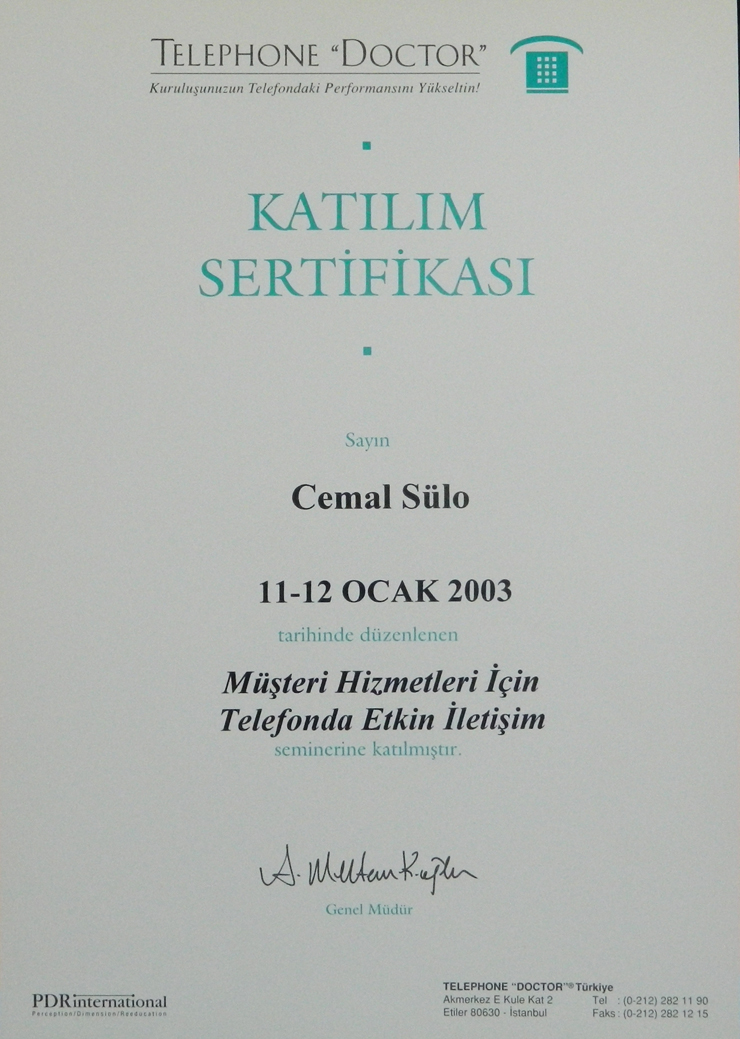 TELEPHONE “DOCTOR”
Kuruluşunuzun Telefondaki Performansını Yükseltin!
KATILIM
SERTİFİKASI
Sayın
Cemal Sülo
11-12 OCAK 2003
tarihinde düzenlenen
Müşteri Hizmetleri İçin
Telefonda Etkin İletişim
seminerine katılmıştır.
Genel Müdür
PDRinternational
Perception/Dimension/Reeducation
TELEPHONE "DOCTOR"® Türkiye
Akmerkez E Kule Kat 2 Tel : (0-212) 282 11 90
Etiler 80630 - İstanbul Faks : (0-212) 282 12 15